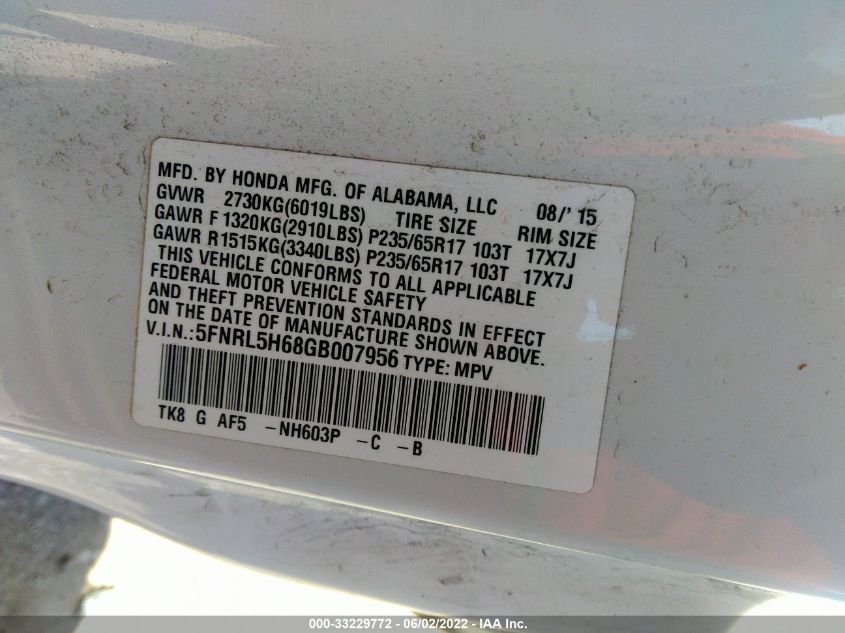 MFD. BY HONDA MFG. OF ALABAMA, LLC 08/'15
GVWR 2730KG(6019LBS) TIRE SIZE RIM SIZE
GAWR F 1320KG(2910LBS) P235/65R17 103T 17X7J
GAWR R1515KG(3340LBS) P235/65R17 103T 17X7J
THIS VEHICLE CONFORMS TO ALL APPLICABLE
FEDERAL MOTOR VEHICLE SAFETY
AND THEFT PREVENTION STANDARDS IN EFFECT
ON THE DATE OF MANUFACTURE SHOWN ABOVE.
V.I.N.:5FNRL5H68GB007956 TYPE: MPV
TK8 G AF5 -NH603P -C -B
000-33229772 - 06/02/2022 - IAA Inc.